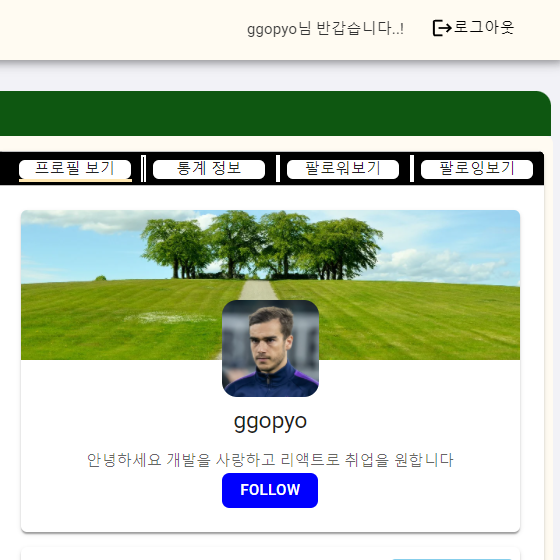 ggopyo님 반갑습니다..! 로그아웃
프로필 보기 통계 정보 팔로워보기 팔로잉보기
ggopyo
안녕하세요 개발을 사랑하고 리액트로 취업을 원합니다
FOLLOW